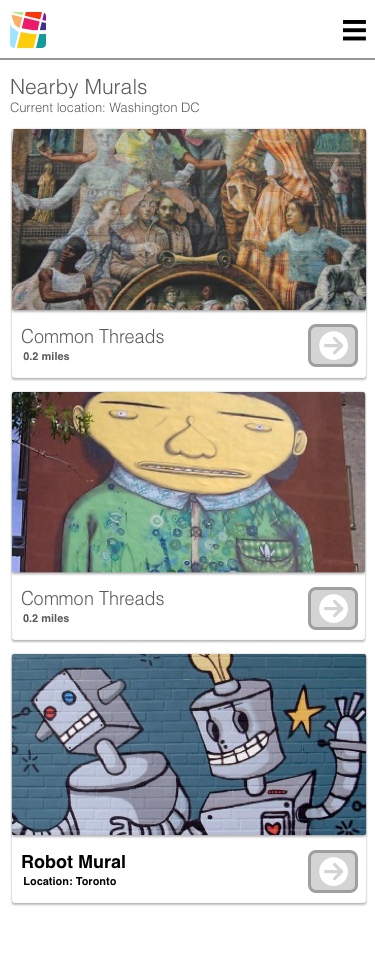 Nearby Murals
Current location: Washington DC
Common Threads
0.2 miles
Common Threads
0.2 miles
Robot Mural
Location: Toronto